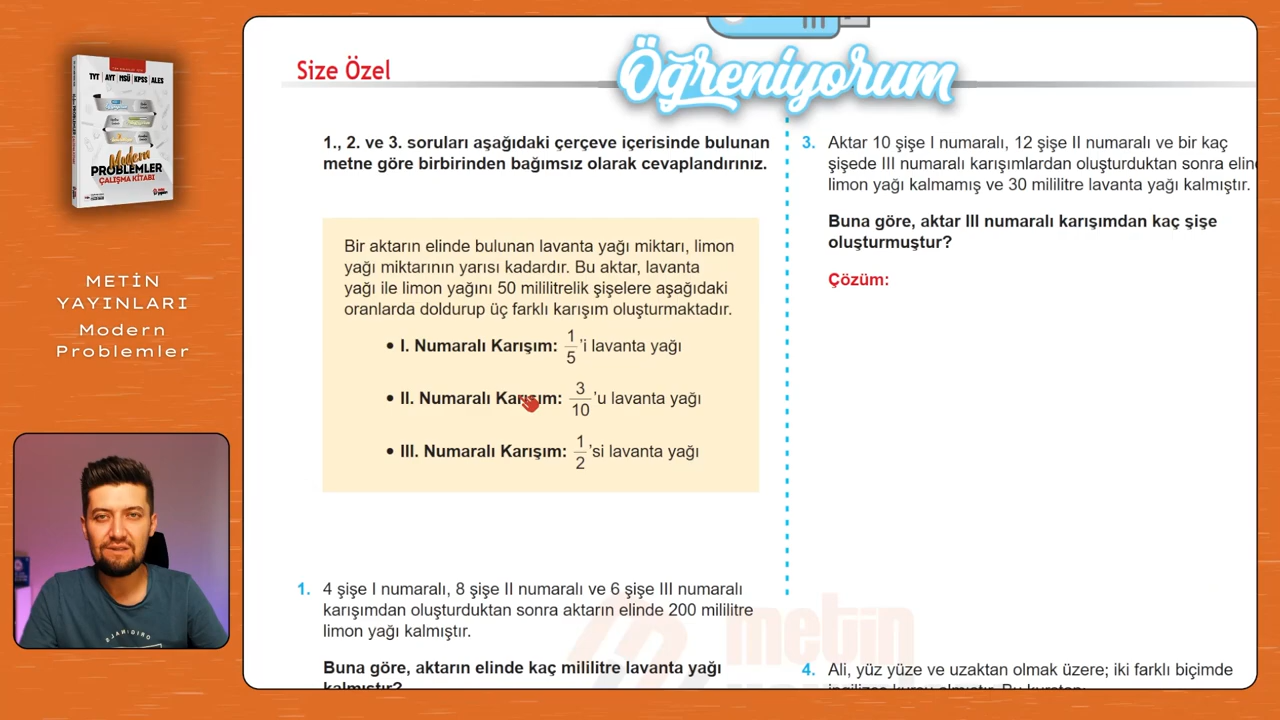 TYT | AYT | MSÜ | KPSS | ALES
Modern
PROBLEMLER
ÇALIŞMA KİTABI
METİN
YAYINLARI
Modern
Problemler
Size Özel
Öğreniyorum
1., 2. ve 3. soruları aşağıdaki çerçeve içerisinde bulunan
metne göre birbirinden bağımsız olarak cevaplandırınız.
Bir aktarın elinde bulunan lavanta yağı miktarı, limon
yağı miktarının yarısı kadardır. Bu aktar, lavanta
yağı ile limon yağını 50 mililitrelik şişelere aşağıdaki
oranlarda doldurup üç farklı karışım oluşturmaktadır.
• I. Numaralı Karışım: 1/5 'i lavanta yağı
• II. Numaralı Karışım: 3/10 'u lavanta yağı
• III. Numaralı Karışım: 1/2 'si lavanta yağı
1. 4 şişe I numaralı, 8 şişe II numaralı ve 6 şişe III numaralı
karışımdan oluşturduktan sonra aktarın elinde 200 mililitre
limon yağı kalmıştır.
Buna göre, aktarın elinde kaç mililitre lavanta yağı
kalmıştır?
3. Aktar 10 şişe I numaralı, 12 şişe II numaralı ve bir kaç
şişede III numaralı karışımlardan oluşturduktan sonra elin
limon yağı kalmamış ve 30 mililitre lavanta yağı kalmıştır.
Buna göre, aktar III numaralı karışımdan kaç şişe
oluşturmuştur?
Çözüm:
metin
4. Ali, yüz yüze ve uzaktan olmak üzere; iki farklı biçimde